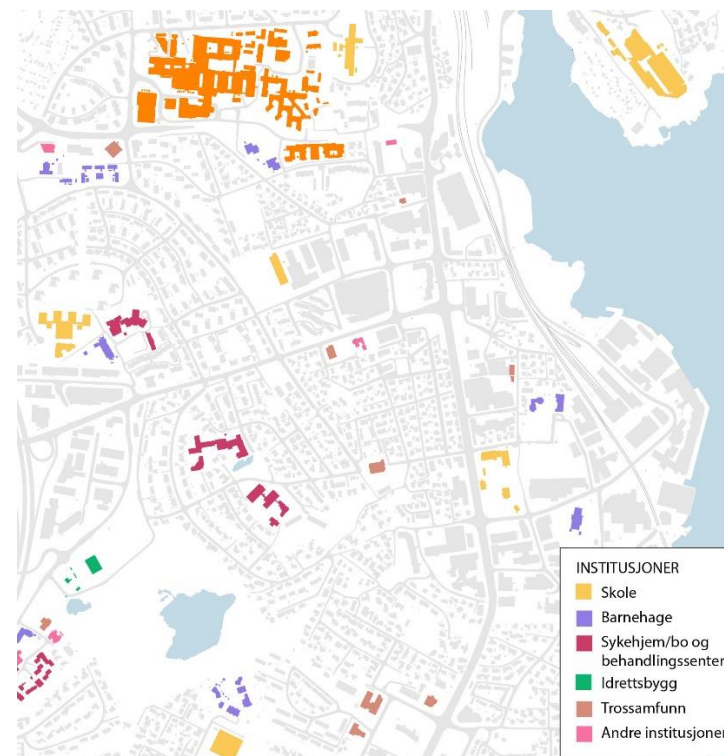 INSTITUSJONER
Skole
Barnehage
Sykehjem/bo og
behandlingssenter
Idrettsbygg
Trossamfunn
Andre institusjoner